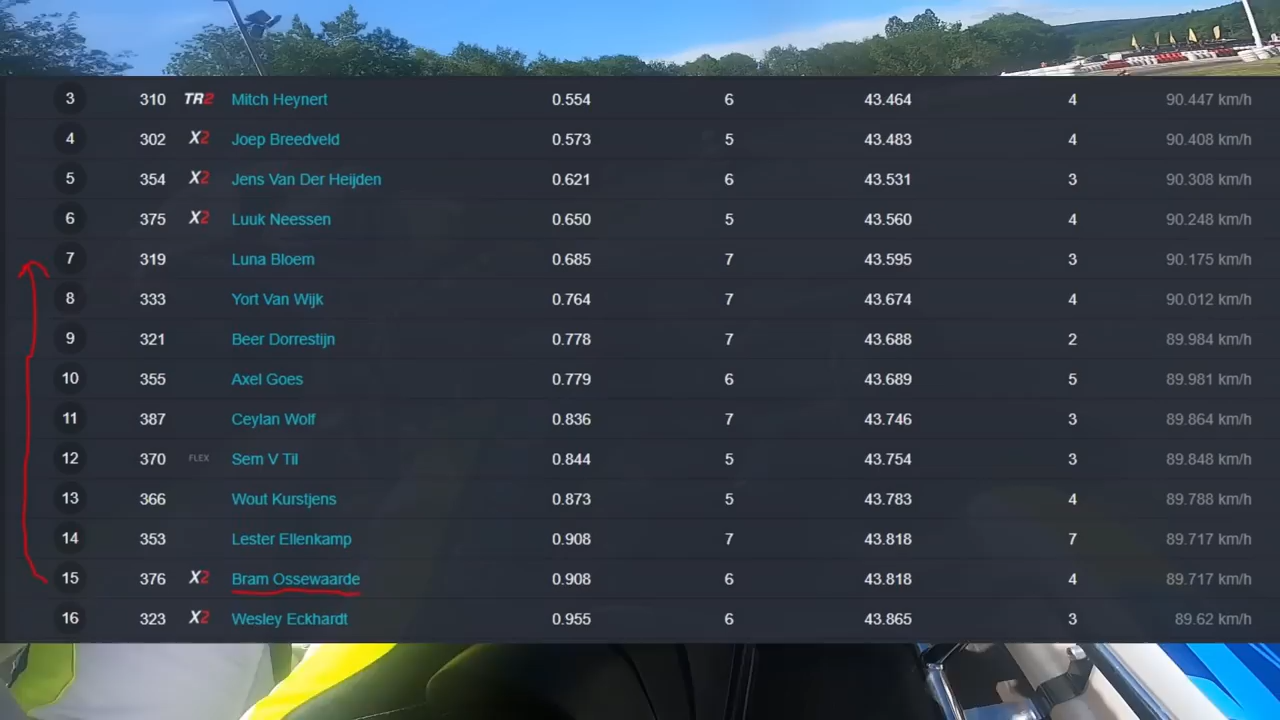 3 310 TR2 Mitch Heynert 0.554 6 43.464 4 90.447 km/h
4 302 X2 Joep Breedveld 0.573 5 43.483 4 90.408 km/h
5 354 X2 Jens Van Der Heijden 0.621 6 43.531 3 90.308 km/h
6 375 X2 Luuk Neessen 0.650 5 43.560 4 90.248 km/h
7 319 Luna Bloem 0.685 7 43.595 3 90.175 km/h
8 333 Yort Van Wijk 0.764 7 43.674 4 90.012 km/h
9 321 Beer Dorrestijn 0.778 7 43.688 2 89.984 km/h
10 355 Axel Goes 0.779 6 43.689 5 89.981 km/h
11 387 Ceylan Wolf 0.836 7 43.746 3 89.864 km/h
12 370 FLEX Sem V Til 0.844 5 43.754 3 89.848 km/h
13 366 Wout Kurstjens 0.873 5 43.783 4 89.788 km/h
14 353 Lester Ellenkamp 0.908 7 43.818 7 89.717 km/h
15 376 X2 Bram Ossewaarde 0.908 6 43.818 4 89.717 km/h
16 323 X2 Wesley Eckhardt 0.955 6 43.865 3 89.62 km/h